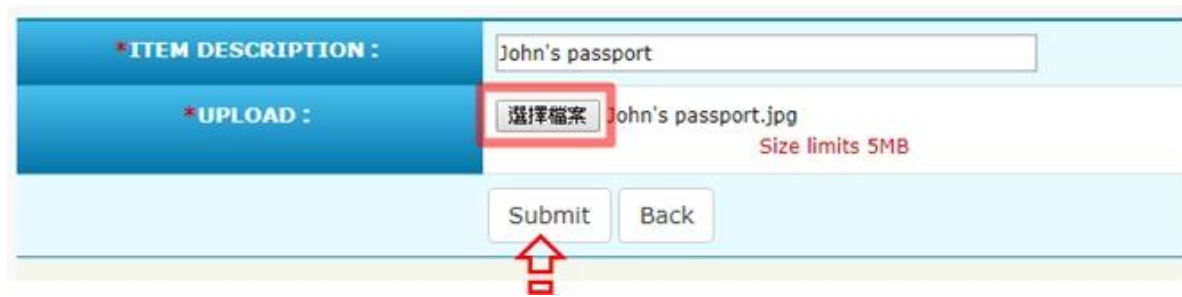 *ITEM DESCRIPTION :
John's passport
*UPLOAD :
選擇檔案 John's passport.jpg
Size limits 5MB
Submit Back